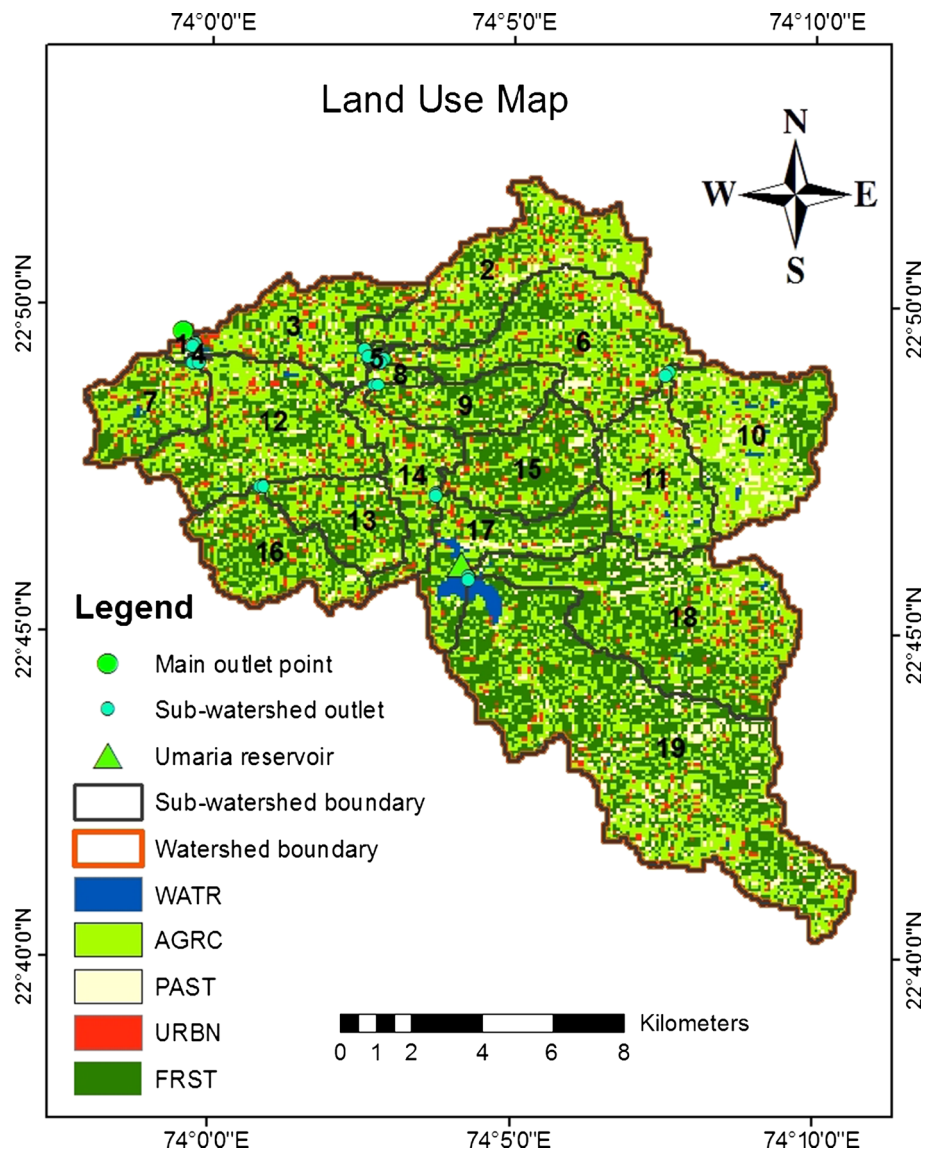 74°0'0"E 74°5'0"E 74°10'0"E
Land Use Map
N
W E
S
22°50'0"N
22°50'0"N
22°45'0"N
22°45'0"N
22°40'0"N
22°40'0"N
2
3
1
4
5
6
8
7
9
12
10
14
15
11
13
17
16
18
19
Legend
Main outlet point
Sub-watershed outlet
Umaria reservoir
Sub-watershed boundary
Watershed boundary
WATR
AGRC
PAST
URBN
FRST
Kilometers
0 1 2 4 6 8
74°0'0"E 74°5'0"E 74°10'0"E